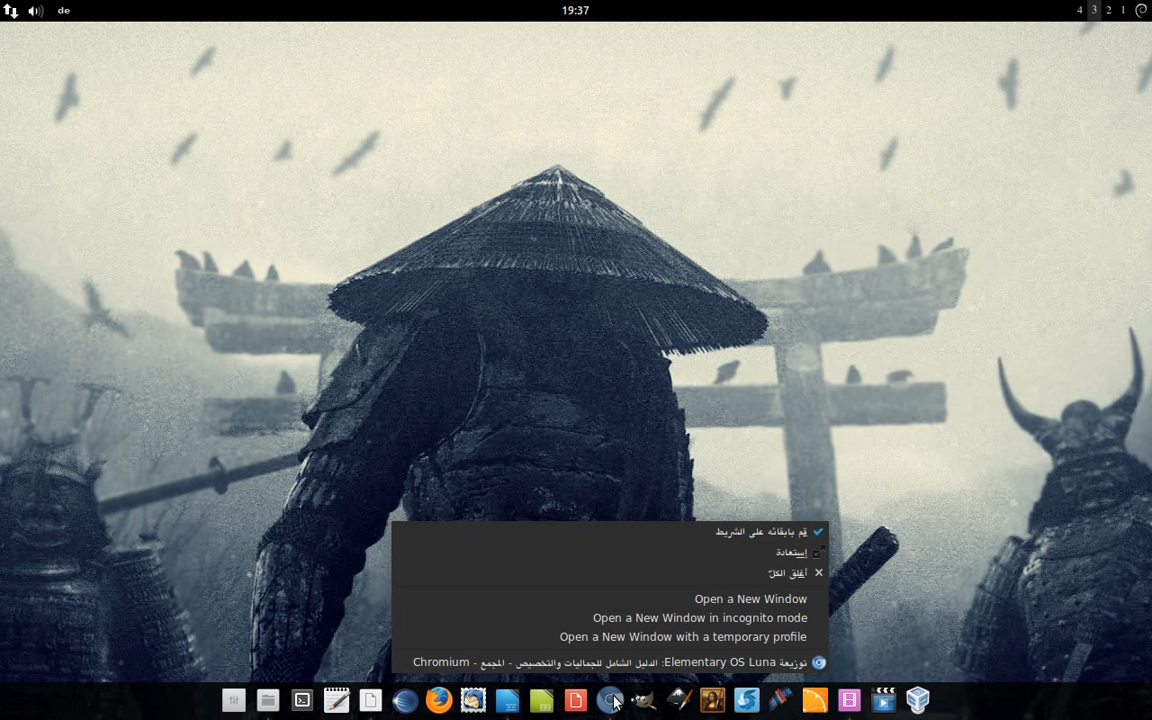 de
19:37
4 3 2 1
قم بابقائه على الشريط
إستعادة
أغلق الكلّ
Open a New Window
Open a New Window in incognito mode
Open a New Window with a temporary profile
توزيعة Elementary OS Luna: الدليل الشامل للجماليات والتخصيص - المجمع - Chromium